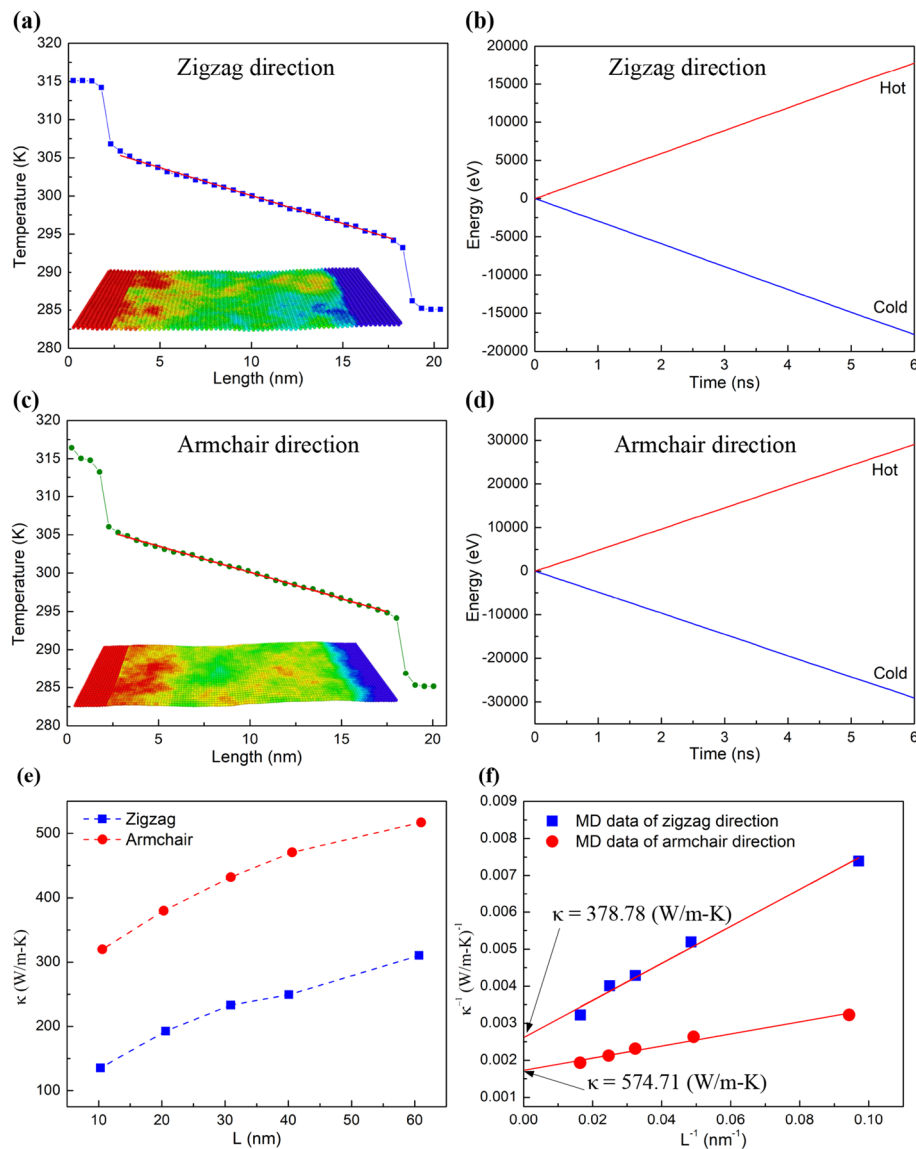 (a)
Zigzag direction
320
315
310
305
300
295
290
285
280
Temperature (K)
0
5
10
15
20
Length (nm)
(b)
Zigzag direction
20000
15000
10000
5000
0
-5000
-10000
-15000
-20000
Energy (eV)
Hot
Cold
0
1
2
3
4
5
6
Time (ns)
(c)
Armchair direction
320
315
310
305
300
295
290
285
280
Temperature (K)
0
5
10
15
20
Length (nm)
(d)
Armchair direction
30000
20000
10000
0
-10000
-20000
-30000
Energy (eV)
Hot
Cold
0
1
2
3
4
5
6
Time (ns)
(e)
Zigzag
Armchair
500
400
300
200
100
κ (W/m-K)
10
20
30
40
50
60
L (nm)
(f)
MD data of zigzag direction
MD data of armchair direction
0.009
0.008
0.007
0.006
0.005
0.004
0.003
0.002
0.001
κ⁻¹ (W/m-K)⁻¹
κ = 378.78 (W/m-K)
κ = 574.71 (W/m-K)
0.00
0.02
0.04
0.06
0.08
0.10
L⁻¹ (nm⁻¹)